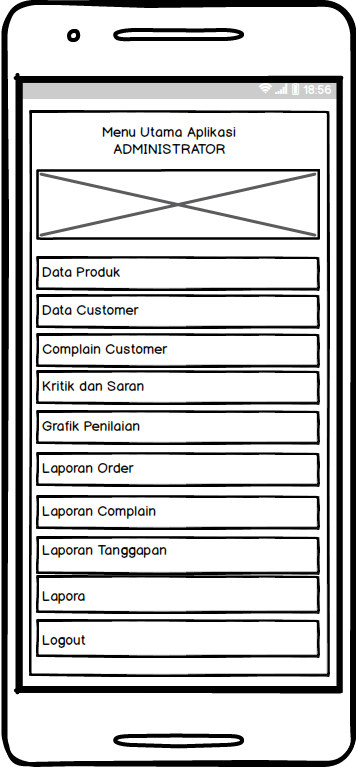 18:56
Menu Utama Aplikasi
ADMINISTRATOR
Data Produk
Data Customer
Complain Customer
Kritik dan Saran
Grafik Penilaian
Laporan Order
Laporan Complain
Laporan Tanggapan
Lapora
Logout